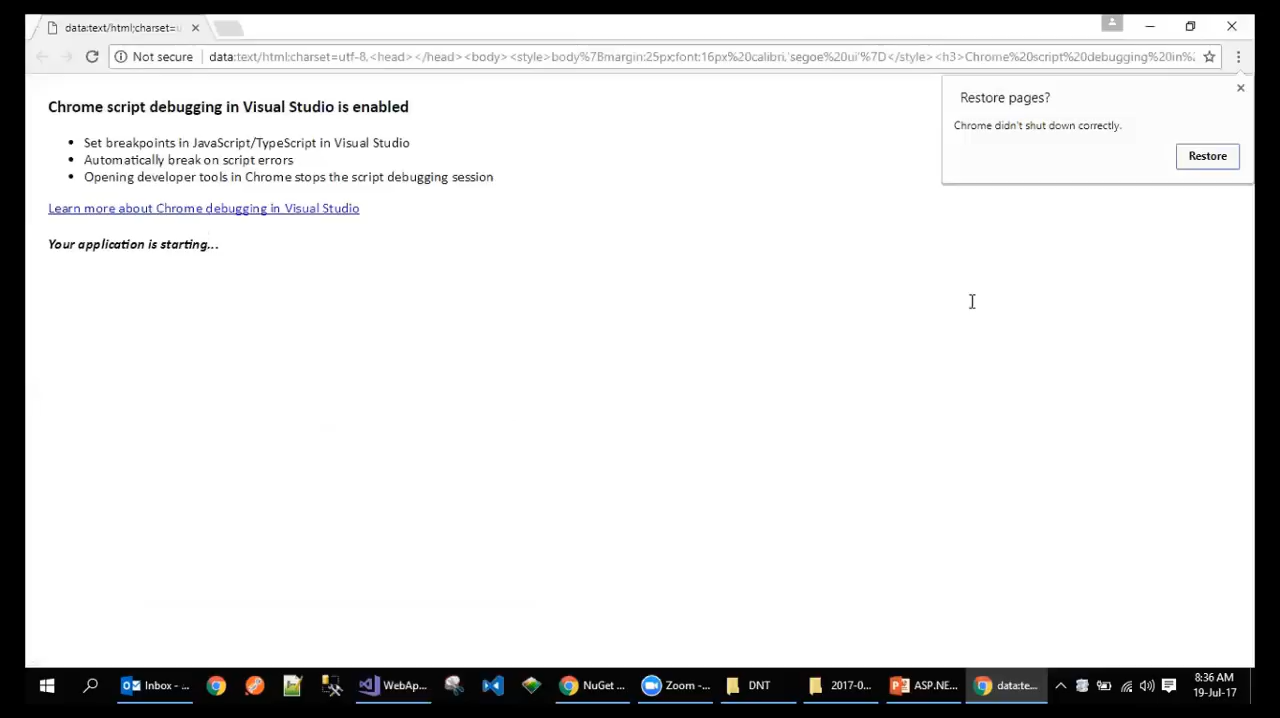 data:text/html;charset=u
Not secure
data:text/html;charset=utf-8,<head></head><body><style>body%7Bmargin:25px;font:16px%20calibri,'segoe%20ui'%7D</style><h3>Chrome%20script%20debugging%20in%2
Restore pages?
Chrome didn't shut down correctly.
Restore
Chrome script debugging in Visual Studio is enabled
• Set breakpoints in JavaScript/TypeScript in Visual Studio
• Automatically break on script errors
• Opening developer tools in Chrome stops the script debugging session
Learn more about Chrome debugging in Visual Studio
Your application is starting...
Inbox - ...
WebAp...
NuGet ...
Zoom -...
DNT
2017-0...
ASP.NE...
data:te...
8:36 AM
19-Jul-17